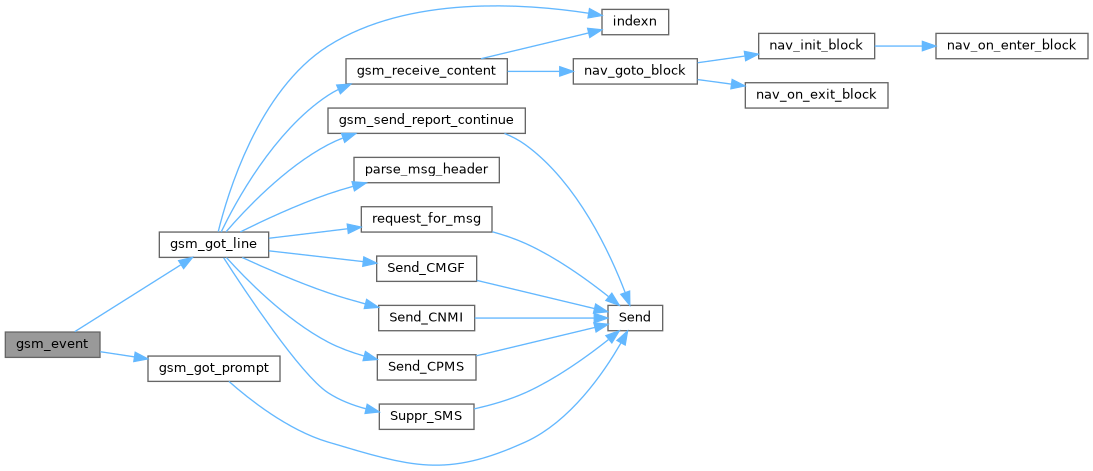 indexn
nav_init_block
nav_on_enter_block
gsm_receive_content
nav_goto_block
nav_on_exit_block
gsm_send_report_continue
parse_msg_header
request_for_msg
gsm_got_line
Send_CMGF
Send_CNMI
Send
gsm_event
gsm_got_prompt
Send_CPMS
Suppr_SMS